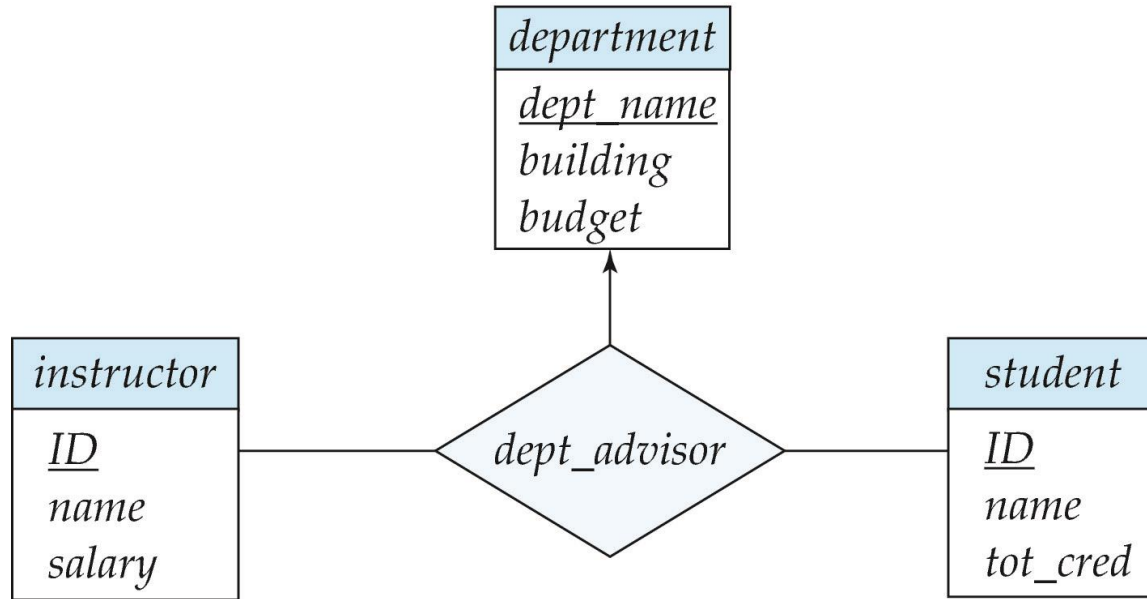 department
dept_name
building
budget
instructor
ID
name
salary
dept_advisor
student
ID
name
tot_cred